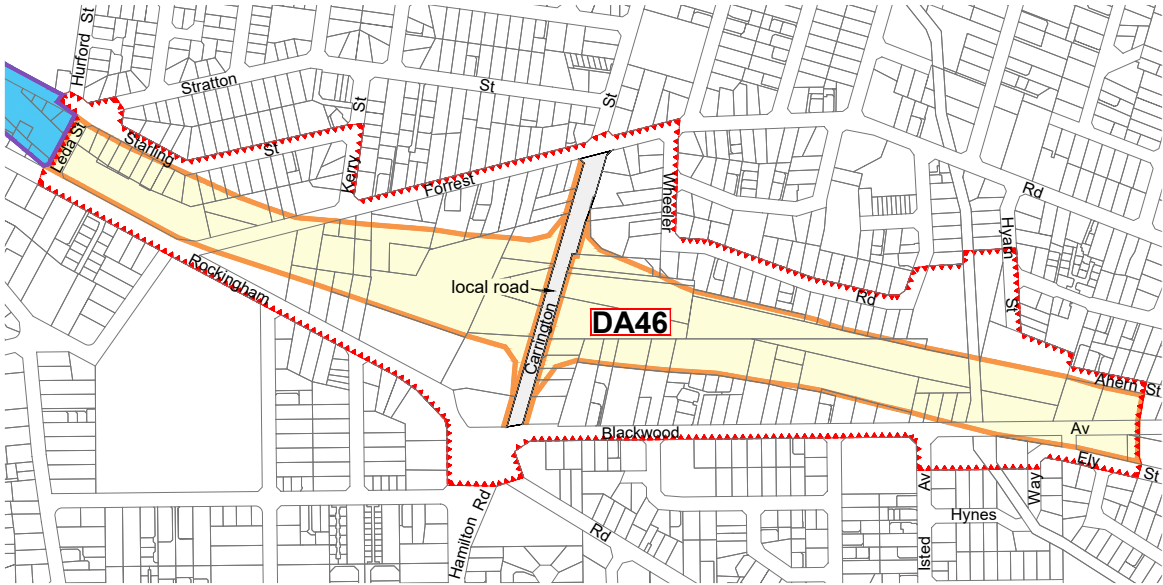 Hurford St
Stratton
St
St
St
Leda St
Starling
St
Kerry
Forrest
Wheeler
Rd
Hyam
St
Rockingham
local road
Carrington
DA46
Rd
Ahern St
Blackwood
Av
Ely
St
Av
Way
Hynes
Isted
Hamilton Rd
Rd